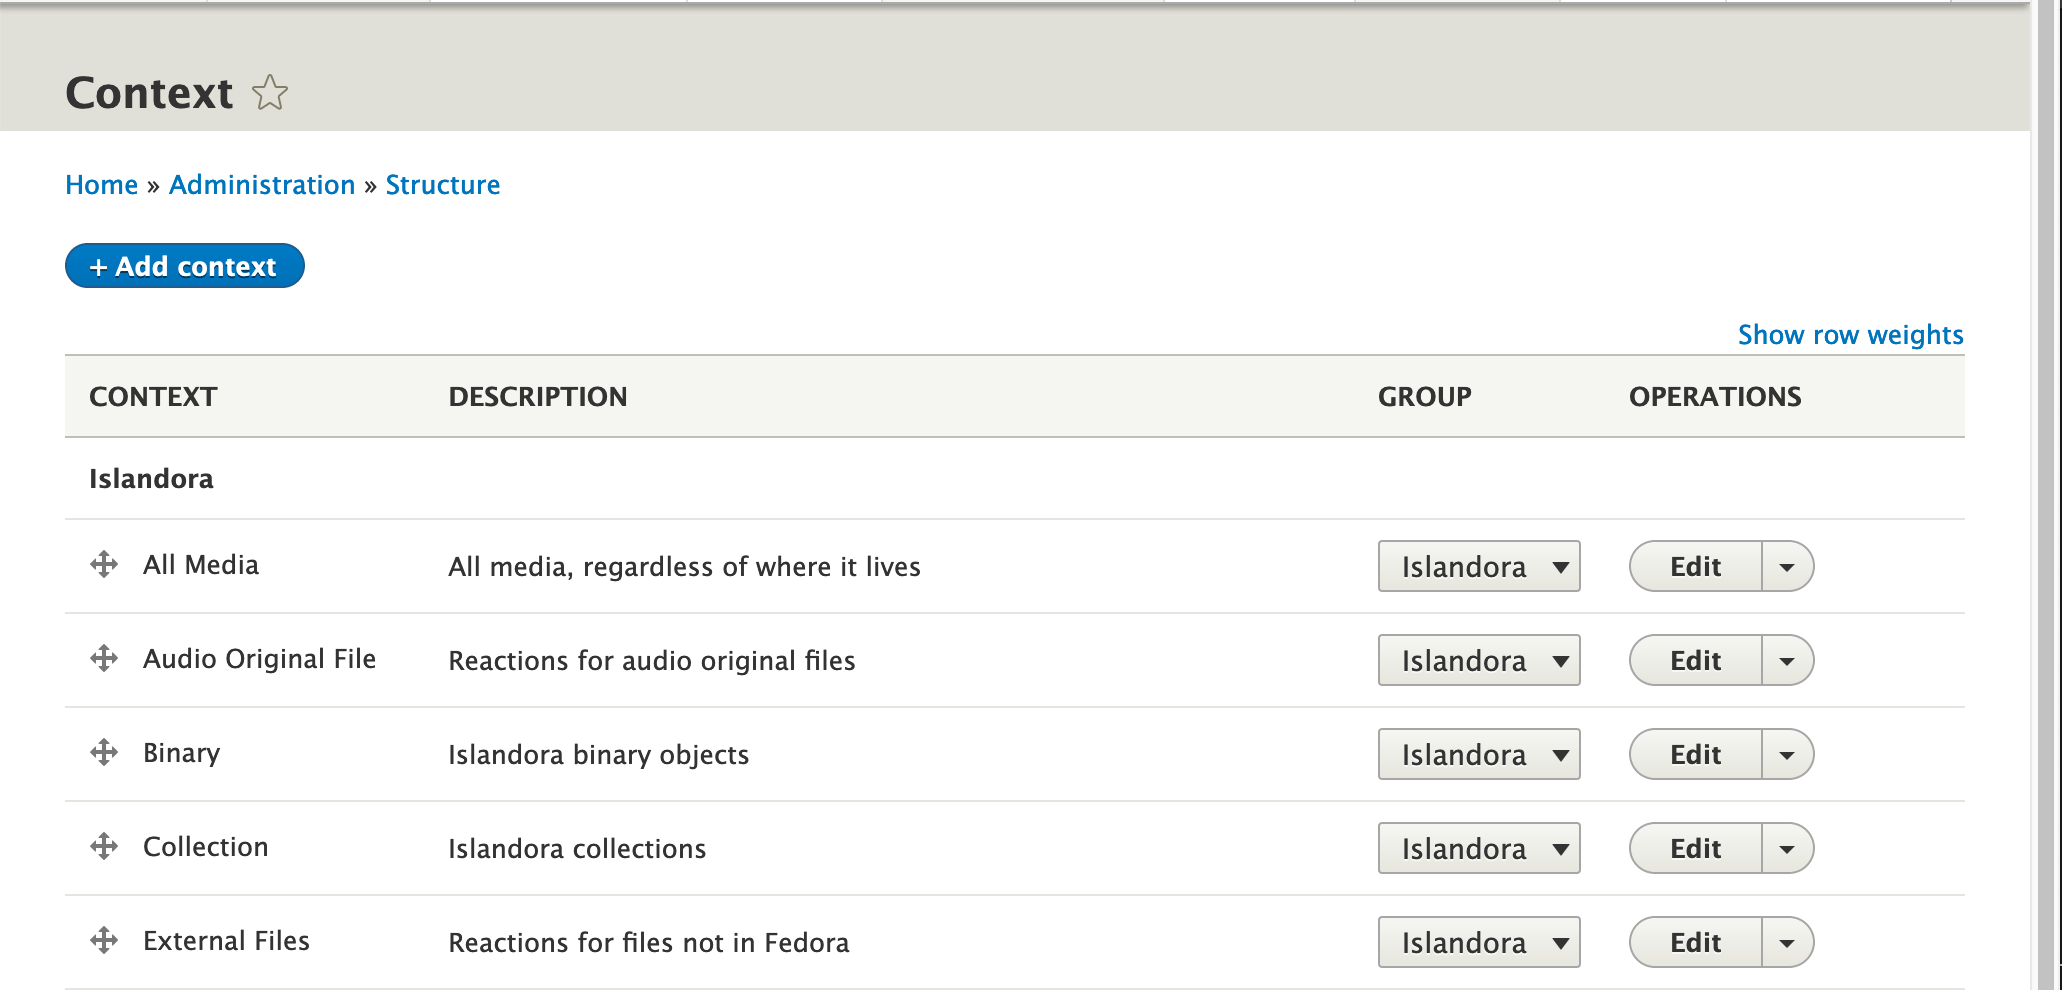 Context
Home » Administration » Structure
+ Add context
Show row weights
CONTEXT DESCRIPTION GROUP OPERATIONS
Islandora
All Media All media, regardless of where it lives Islandora Edit
Audio Original File Reactions for audio original files Islandora Edit
Binary Islandora binary objects Islandora Edit
Collection Islandora collections Islandora Edit
External Files Reactions for files not in Fedora Islandora Edit